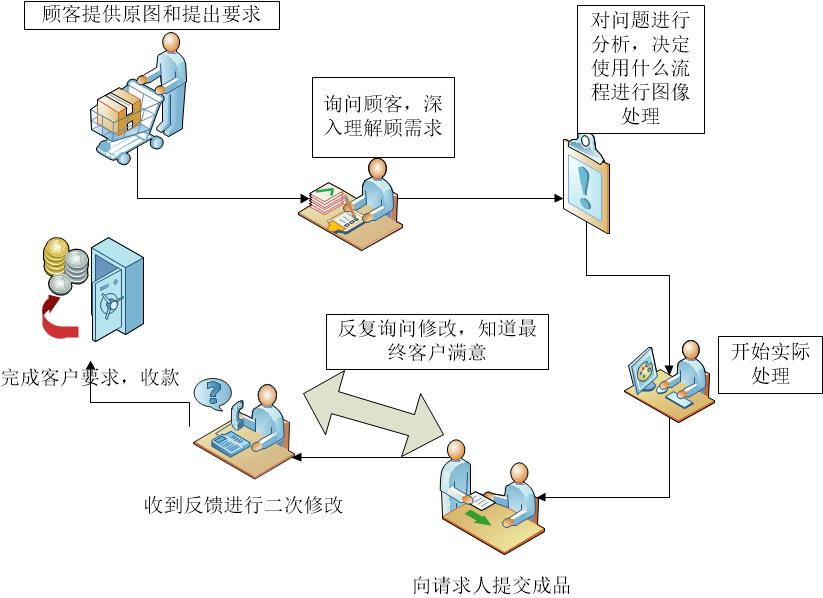 顾客提供原图和提出要求
询问顾客，深
入理解顾需求
对问题进行
分析，决定
使用什么流
程进行图像
处理
开始实际
处理
向请求人提交成品
反复询问修改，知道最
终客户满意
收到反馈进行二次修改
完成客户要求，收款